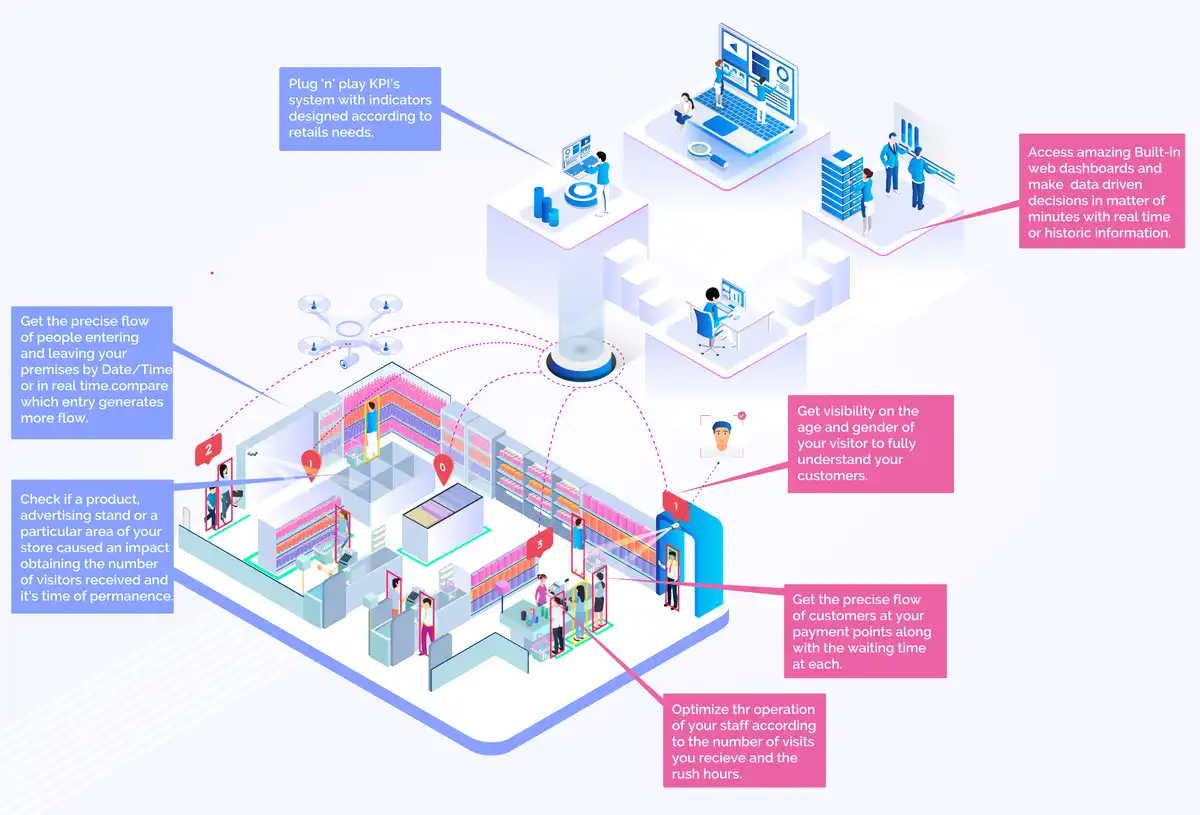 Plug 'n' play KPI's
system with indicators
designed according to
retails needs.
Access amazing Built-in
web dashboards and
make data driven
decisions in matter of
minutes with real time
or historic information.
Get the precise flow
of people entering
and leaving your
premises by Date/Time
or in real time.compare
which entry generates
more flow.
Get visibility on the
age and gender of
your visitor to fully
understand your
customers.
2
1
0
1
3
Check if a product,
advertising stand or a
particular area of your
store caused an impact
obtaining the number
of visitors received and
it's time of permanence.
Get the precise flow
of customers at your
payment points along
with the waiting time
at each.
Optimize thr operation
of your staff according
to the number of visits
you recieve and the
rush hours.